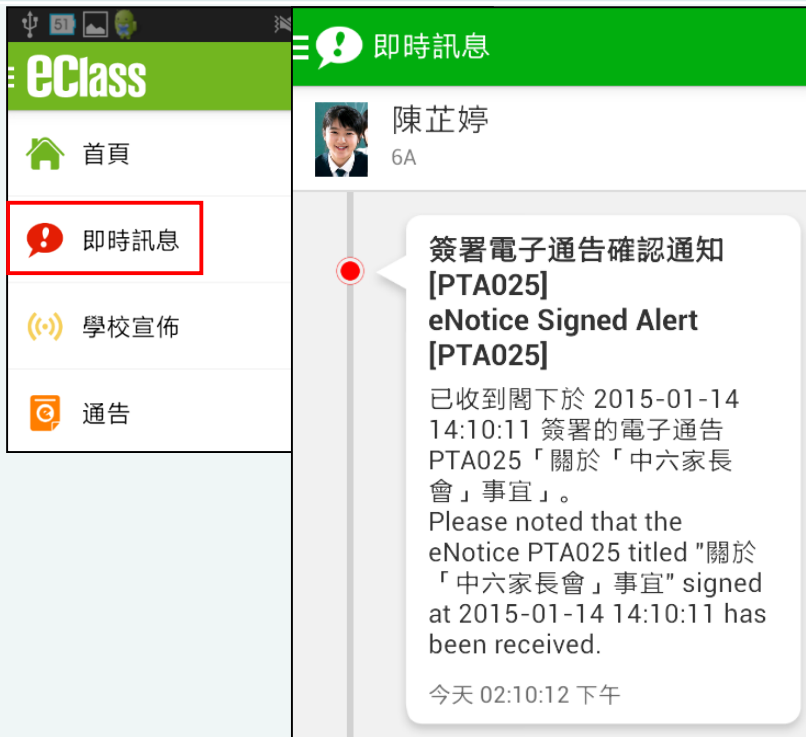 51
eClass
首頁
即時訊息
學校宣佈
通告
即時訊息
陳芷婷
6A
簽署電子通告確認通知
[PTA025]
eNotice Signed Alert
[PTA025]
已收到閣下於 2015-01-14
14:10:11 簽署的電子通告
PTA025「關於「中六家長
會」事宜」。
Please noted that the
eNotice PTA025 titled "關於
「中六家長會」事宜" signed
at 2015-01-14 14:10:11 has
been received.
今天 02:10:12 下午